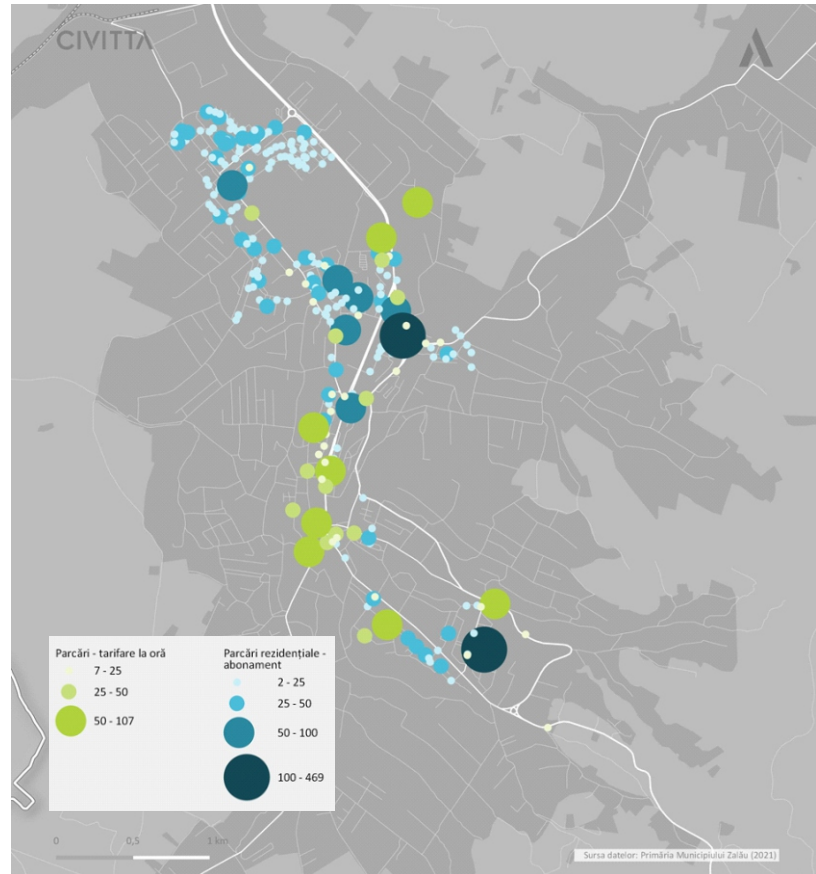 CIVITTA
Parcări - tarifare la oră
7 - 25
25 - 50
50 - 107
Parcări rezidențiale -
abonament
2 - 25
25 - 50
50 - 100
100 - 469
0 0,5 1 km
Sursa datelor: Primăria Municipiului Zalău (2021)